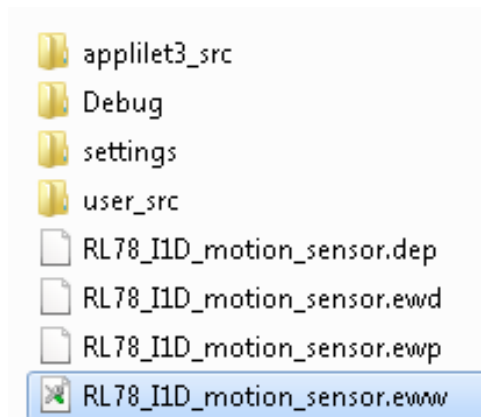 applilet3_src
Debug
settings
user_src
RL78_I1D_motion_sensor.dep
RL78_I1D_motion_sensor.ewd
RL78_I1D_motion_sensor.ewp
RL78_I1D_motion_sensor.eww